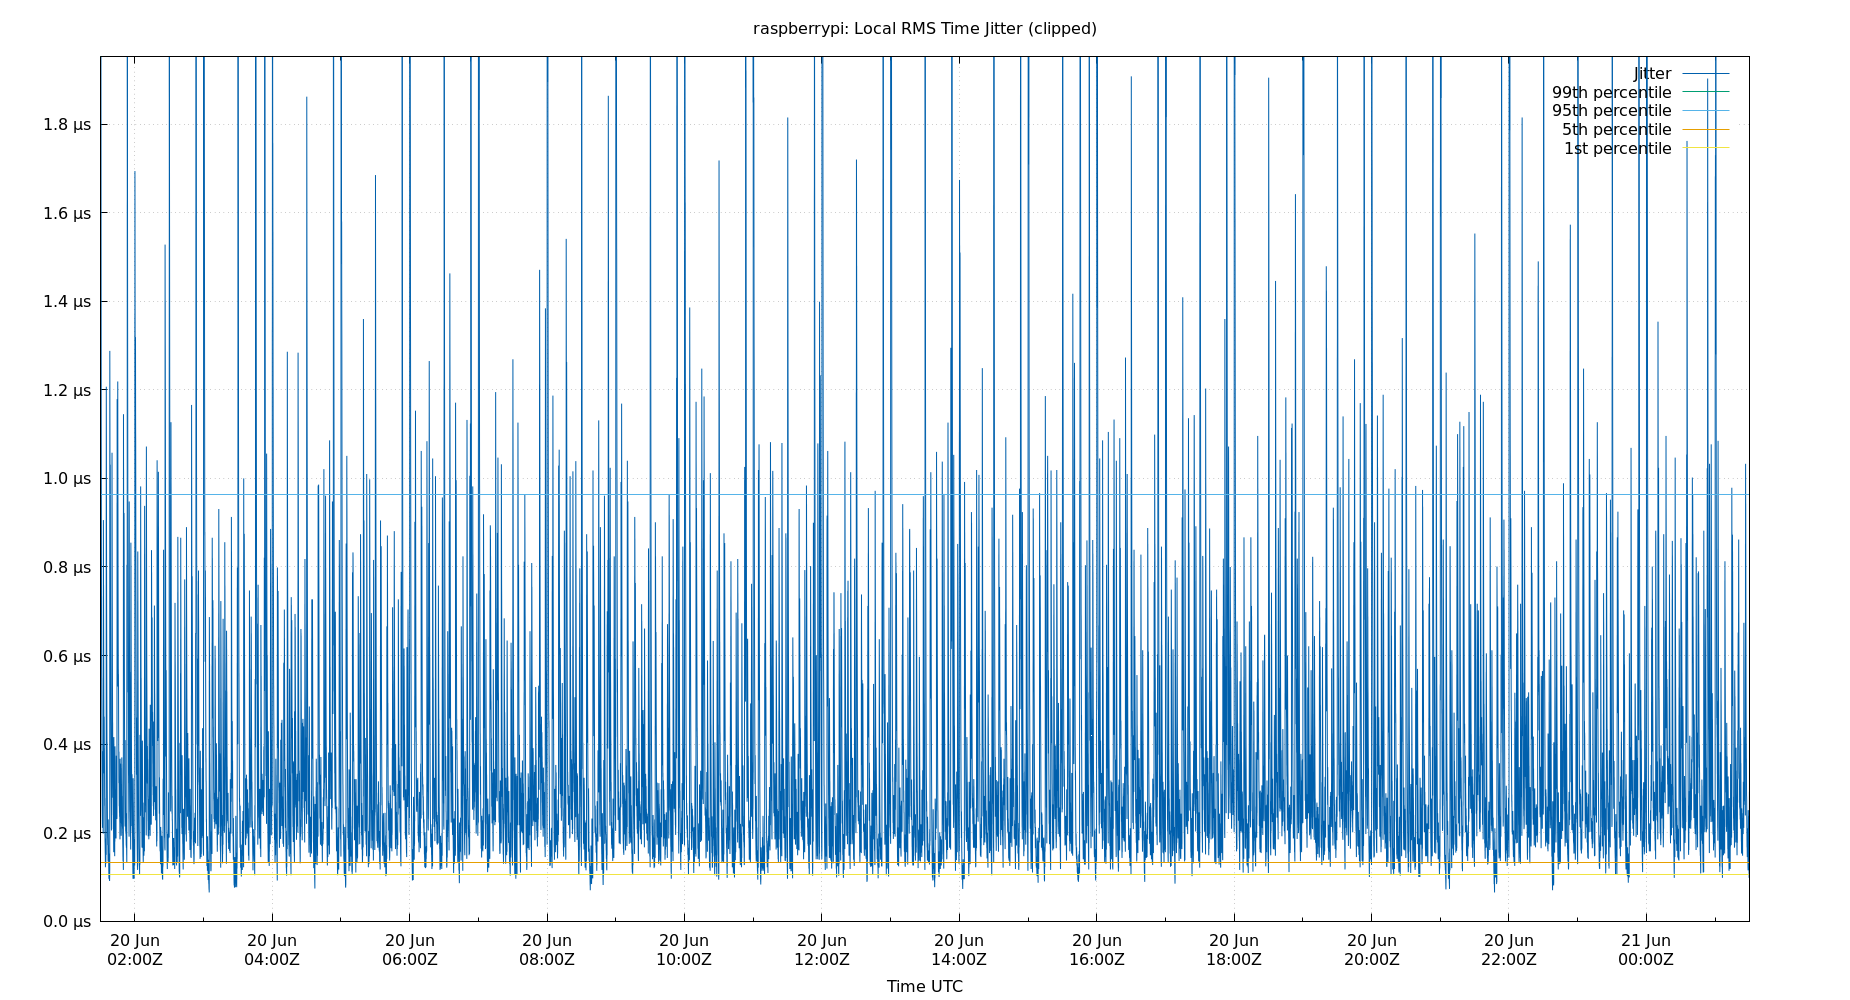 raspberrypi: Local RMS Time Jitter (clipped)
Jitter
99th percentile
95th percentile
5th percentile
1st percentile
1.8 µs
1.6 µs
1.4 µs
1.2 µs
1.0 µs
0.8 µs
0.6 µs
0.4 µs
0.2 µs
0.0 µs
20 Jun 20 Jun 20 Jun 20 Jun 20 Jun 20 Jun 20 Jun 20 Jun 20 Jun 20 Jun 20 Jun 21 Jun
02:00Z 04:00Z 06:00Z 08:00Z 10:00Z 12:00Z 14:00Z 16:00Z 18:00Z 20:00Z 22:00Z 00:00Z
Time UTC